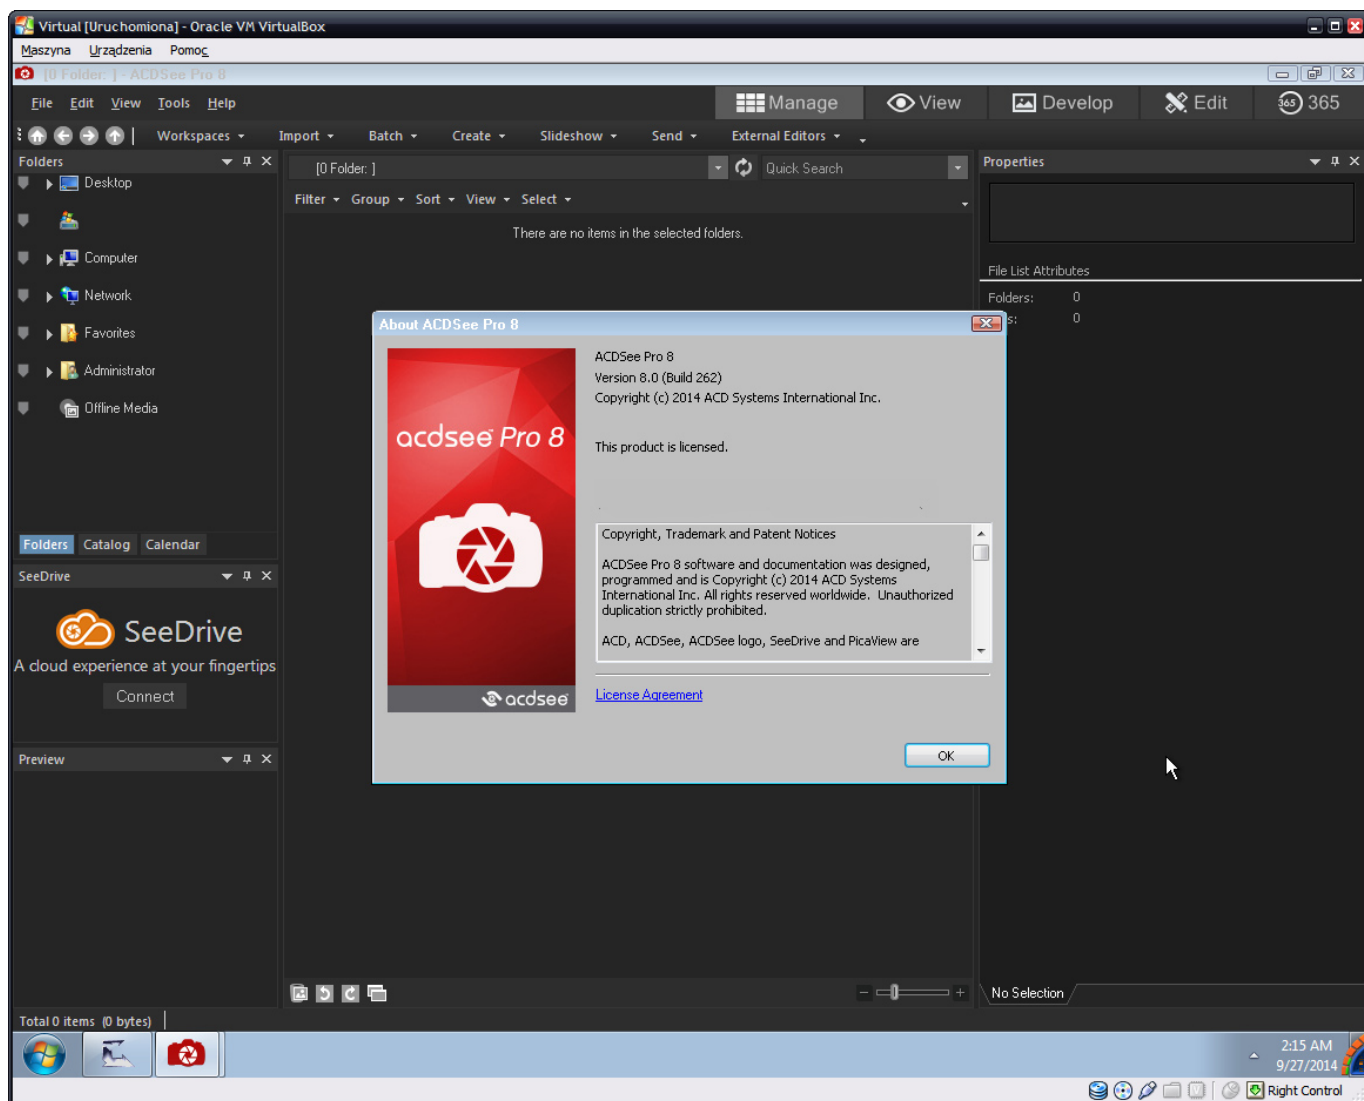 Virtual [Uruchomiona] - Oracle VM VirtualBox
Maszyna Urządzenia Pomoc
[0 Folder: ] - ACDSee Pro 8
File Edit View Tools Help
Manage View Develop Edit 365 365
Workspaces Import Batch Create Slideshow Send External Editors
Folders
[0 Folder: ]
Quick Search
Properties
Desktop
Filter Group Sort View Select
There are no items in the selected folders.
Computer
Network
Favorites
Administrator
Offline Media
File List Attributes
Folders: 0
s: 0
About ACDSee Pro 8
acdsee Pro 8
acdsee
ACDSee Pro 8
Version 8.0 (Build 262)
Copyright (c) 2014 ACD Systems International Inc.
This product is licensed.
Copyright, Trademark and Patent Notices
ACDSee Pro 8 software and documentation was designed,
programmed and is Copyright (c) 2014 ACD Systems
International Inc. All rights reserved worldwide. Unauthorized
duplication strictly prohibited.
ACD, ACDSee, ACDSee logo, SeeDrive and PicaView are
License Agreement
OK
Folders Catalog Calendar
SeeDrive
SeeDrive
A cloud experience at your fingertips
Connect
Preview
No Selection
Total 0 items (0 bytes)
2:15 AM
9/27/2014
Right Control